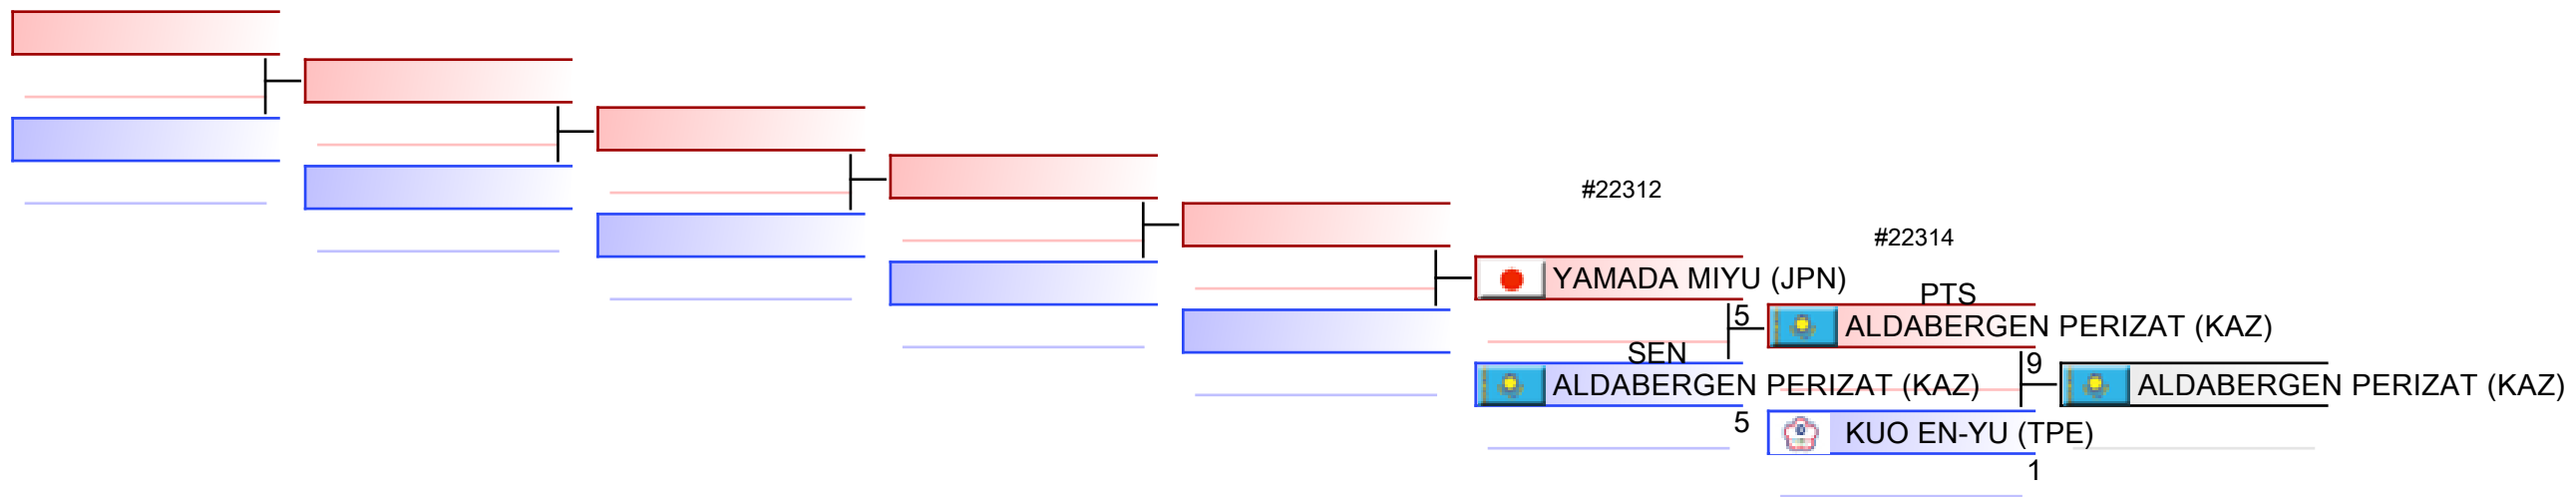 #22312
#22314
YAMADA MIYU (JPN)
PTS
5
ALDABERGEN PERIZAT (KAZ)
SEN
9
ALDABERGEN PERIZAT (KAZ)
ALDABERGEN PERIZAT (KAZ)
5
KUO EN-YU (TPE)
1